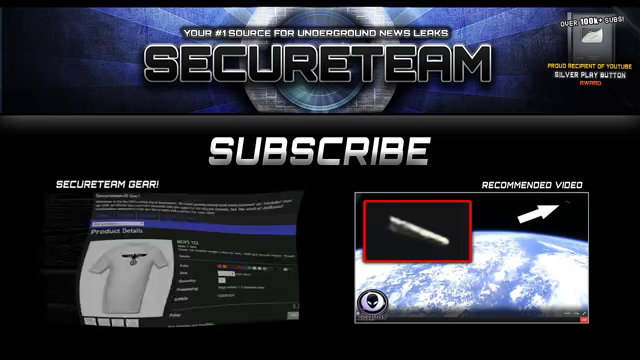 YOUR #1 SOURCE FOR UNDERGROUND NEWS LEAKS
SECURETEAM
OVER 100k+ SUBS!
PROUD RECIPIENT OF YOUTUBE
SILVER PLAY BUTTON
AWARD
SUBSCRIBE
SECURETEAM GEAR!
RECOMMENDED VIDEO
Product Details